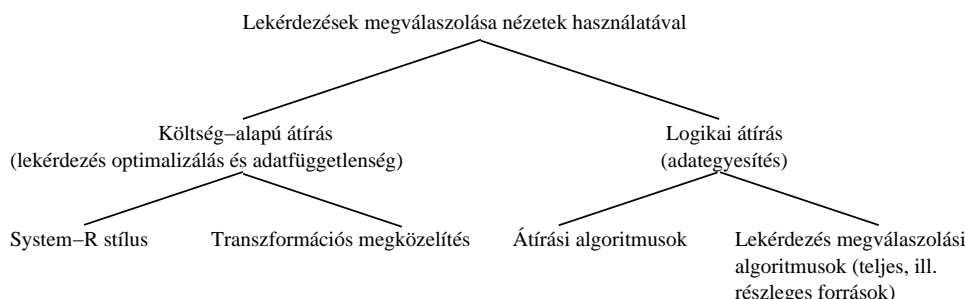 Lekérdezések megválaszolása nézetek használatával
Költség−alapú átírás
(lekérdezés optimalizálás és adatfüggetlenség)
Logikai átírás
(adategyesítés)
System−R stílus
Transzformációs megközelítés
Átírási algoritmusok
Lekérdezés megválaszolási
algoritmusok (teljes, ill.
részleges források)